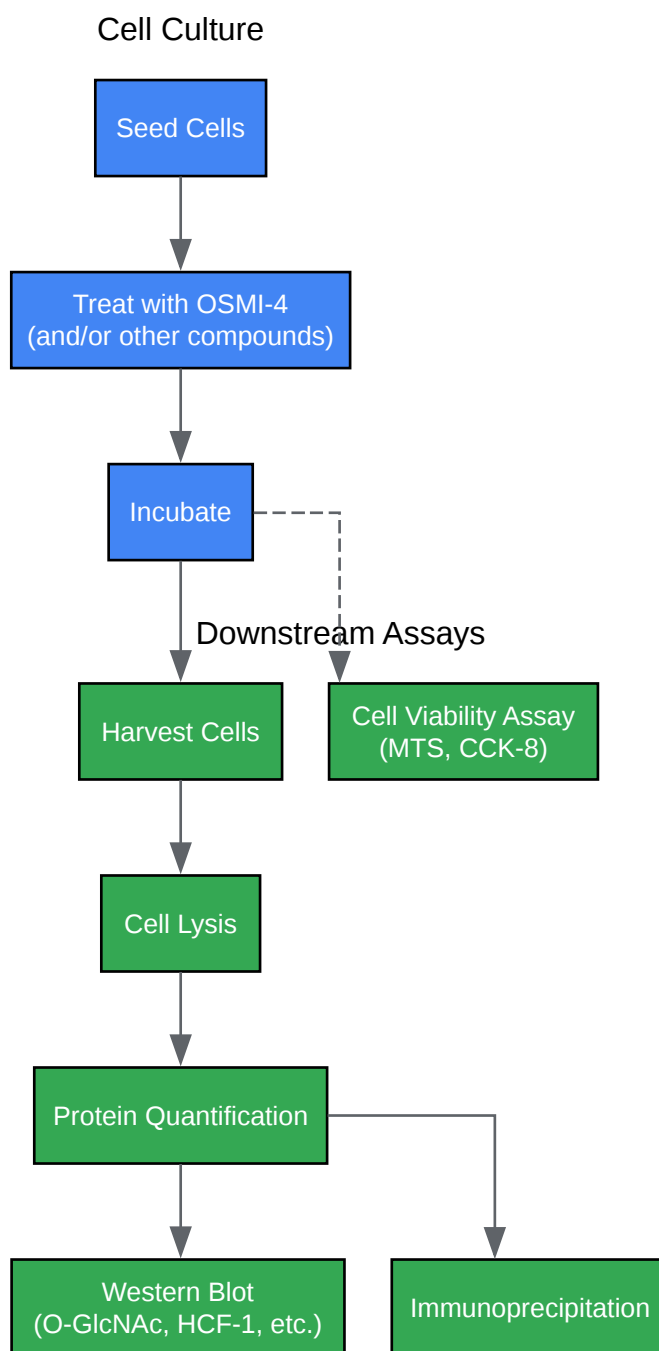 Cell Culture
Seed Cells
Treat with OSMI-4
(and/or other compounds)
Incubate
Downstream Assays
Harvest Cells
Cell Viability Assay
(MTS, CCK-8)
Cell Lysis
Protein Quantification
Western Blot
(O-GlcNAc, HCF-1, etc.)
Immunoprecipitation